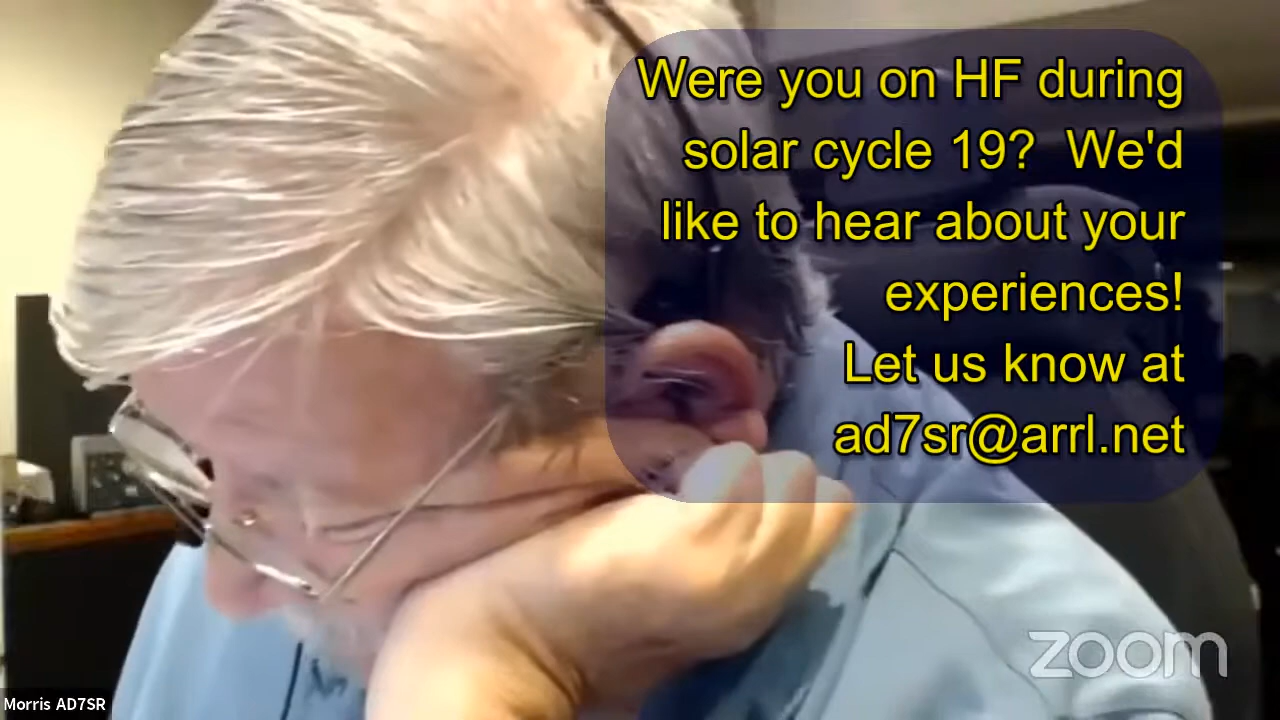 Were you on HF during
solar cycle 19?  We'd
like to hear about your
experiences!
Let us know at
ad7sr@arrl.net
zoom
Morris AD7SR